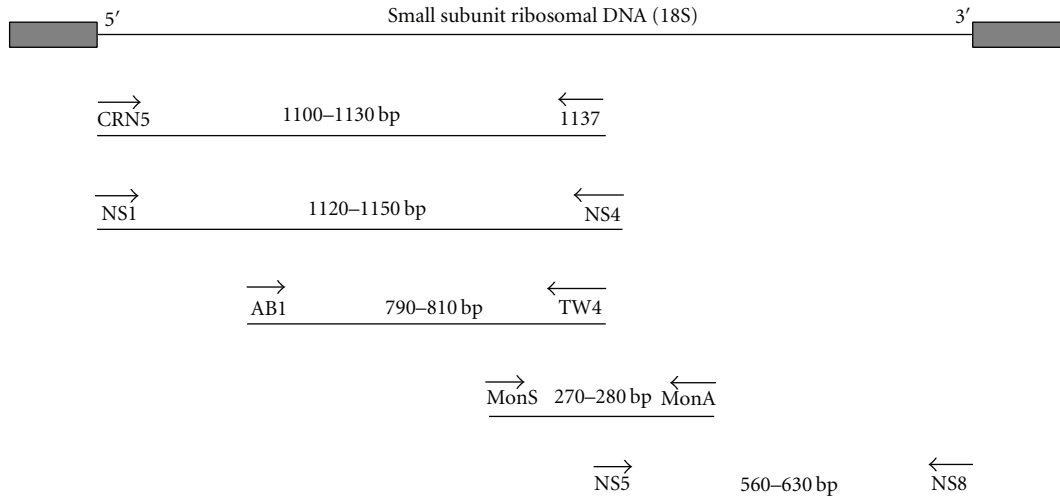 Small subunit ribosomal DNA (18S)
5′ 3′
CRN5 1100–1130 bp 1137
NS1 1120–1150 bp NS4
AB1 790–810 bp TW4
MonS 270–280 bp MonA
NS5 560–630 bp NS8